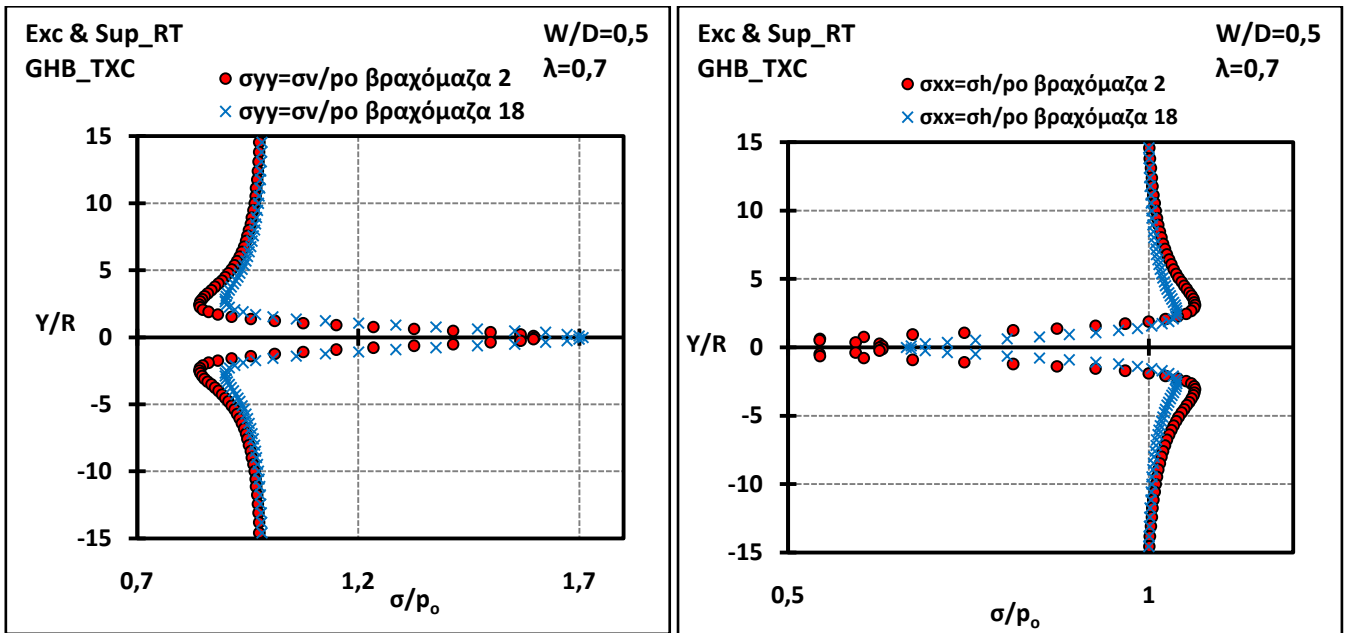 Exc & Sup_RT W/D=0,5
GHB_TXC λ=0,7
σyy=σv/po βραχόμαζα 2
σyy=σv/po βραχόμαζα 18
15
10
5
Y/R 0
-5
-10
-15
0,7 1,2 1,7
σ/po
Exc & Sup_RT W/D=0,5
GHB_TXC λ=0,7
σxx=σh/po βραχόμαζα 2
σxx=σh/po βραχόμαζα 18
15
10
5
Y/R 0
-5
-10
-15
0,5 1
σ/po